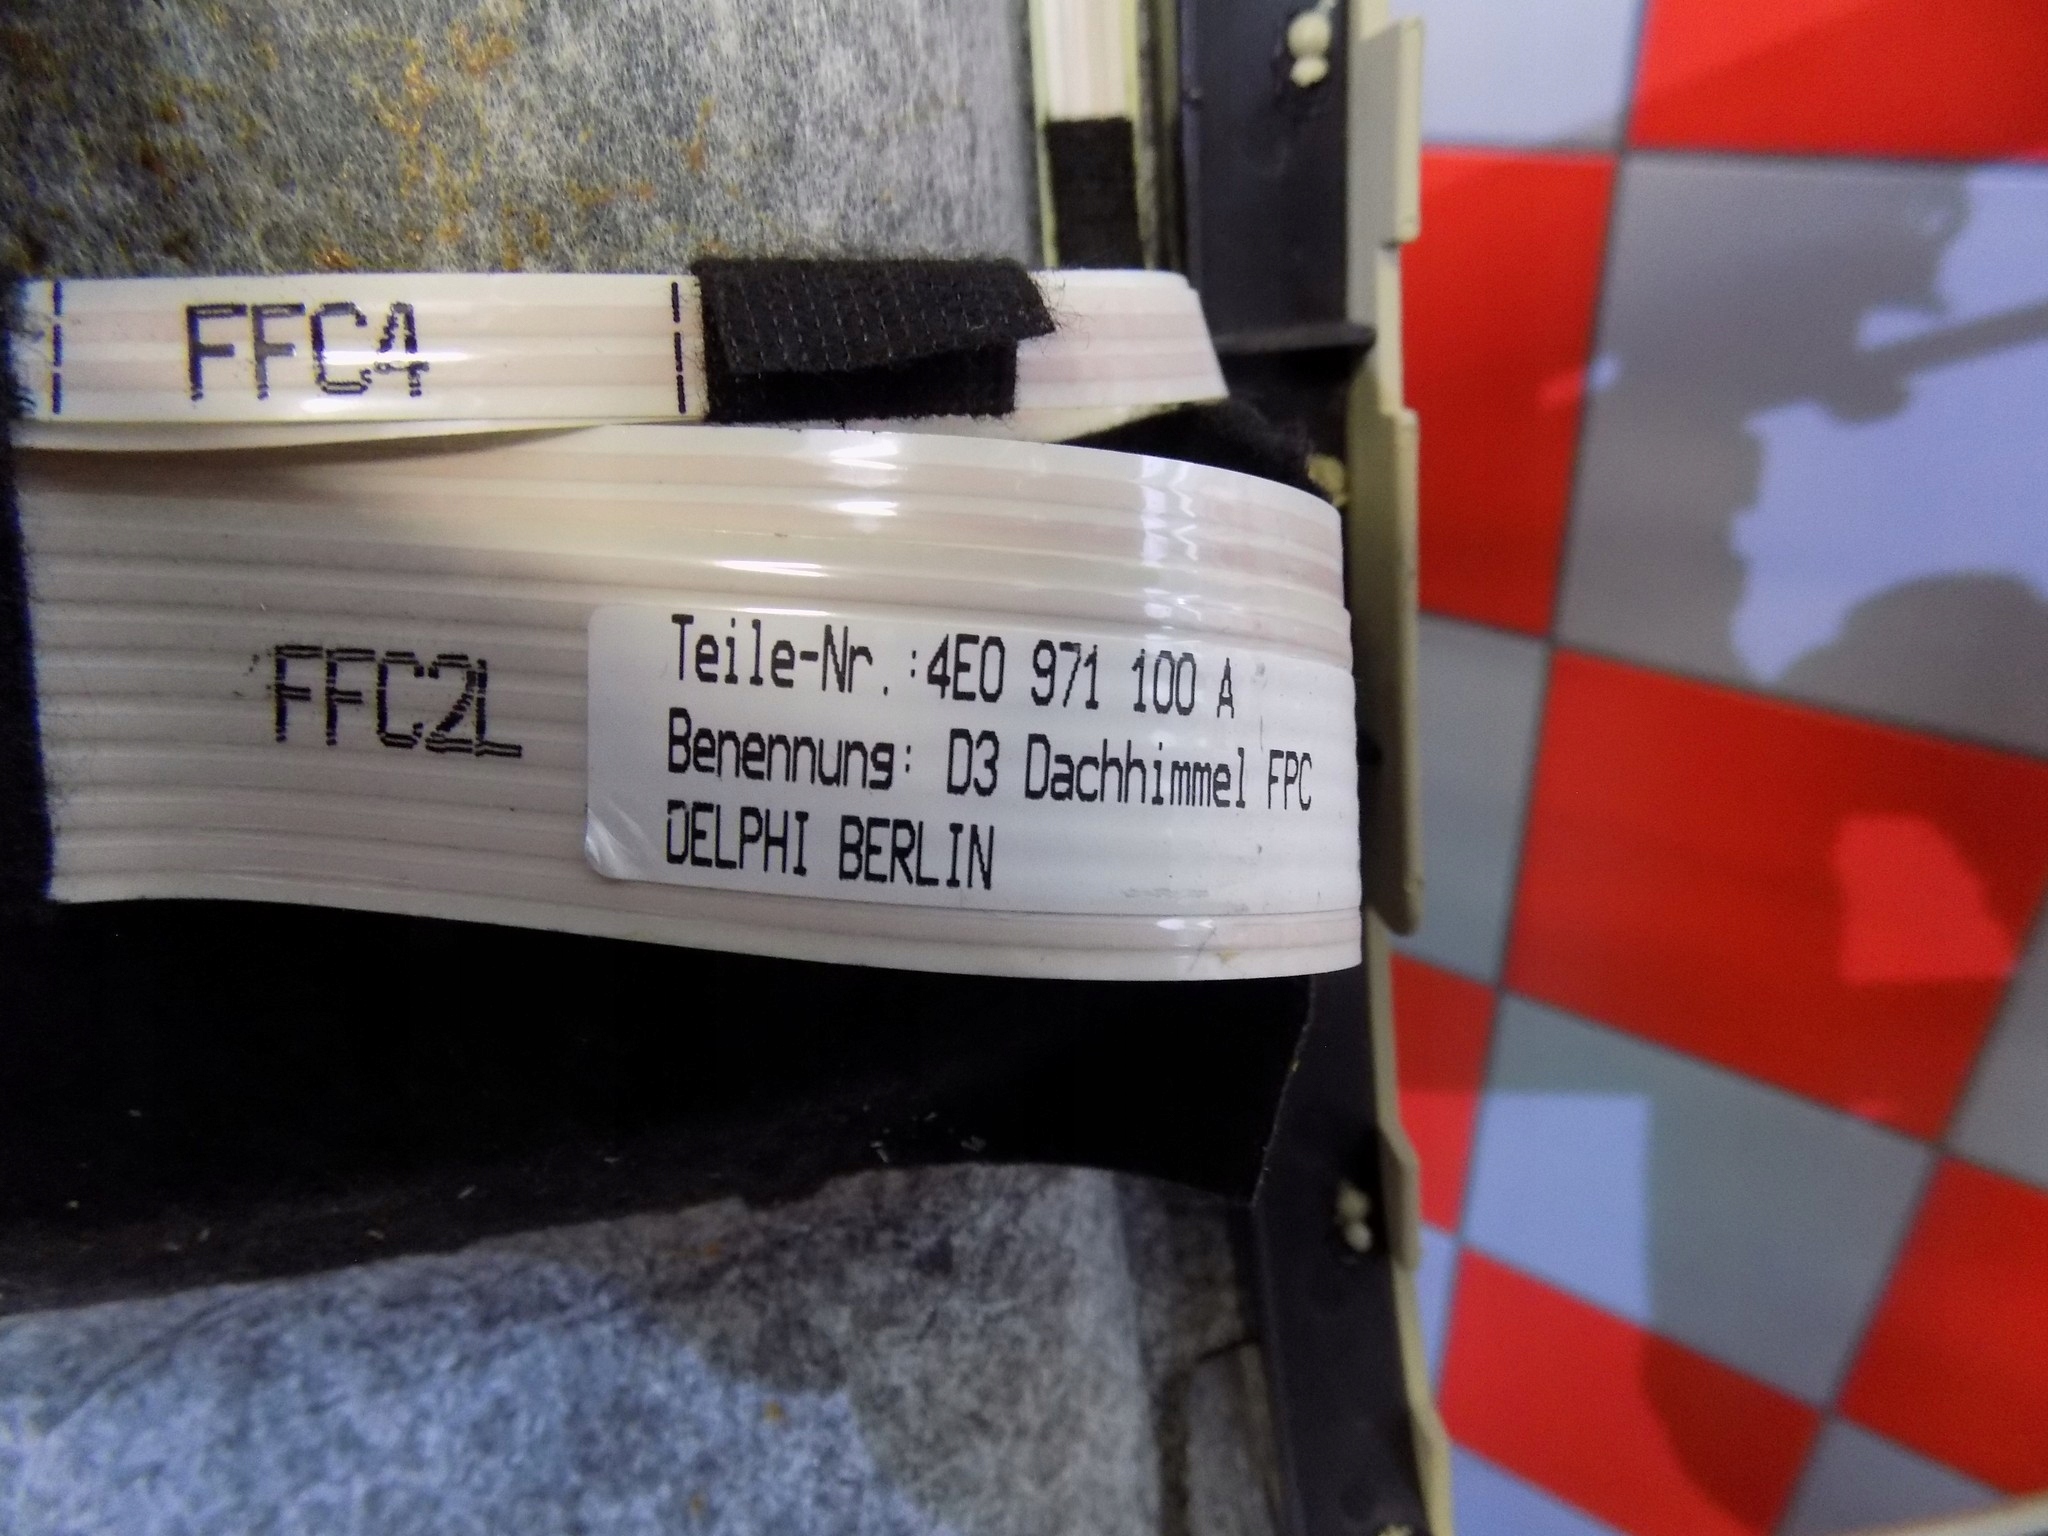 FFC4
FFC2L
Teile-Nr.:4E0 971 100 A
Benennung: D3 Dachhimmel FPC
DELPHI BERLIN